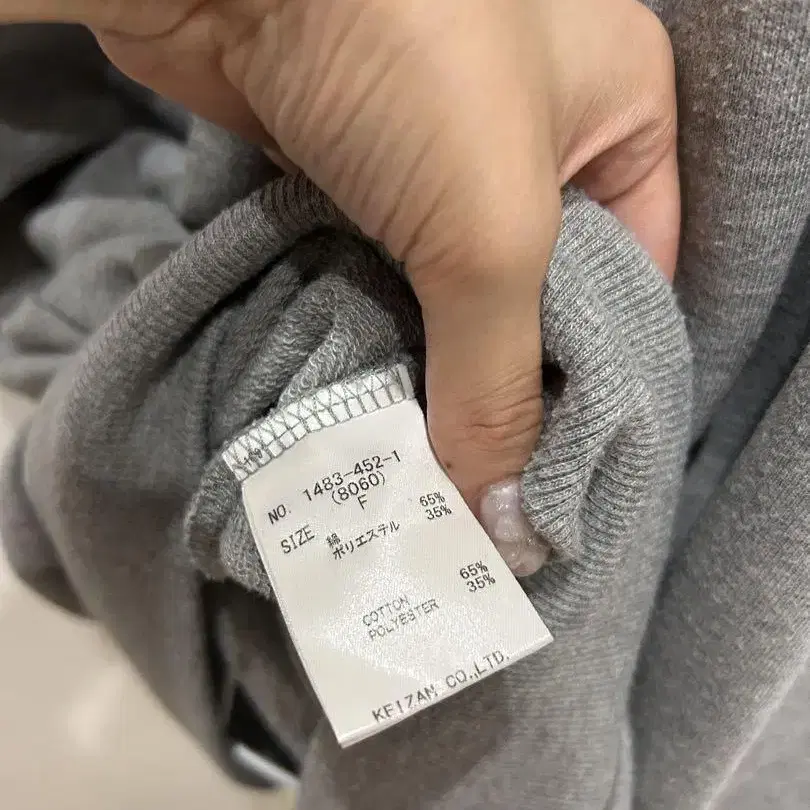 NO. 1483-452-1
(8060)
SIZE F
綿 65%
ポリエステル 35%
COTTON 65%
POLYESTER 35%
KEIZAN CO.,LTD.